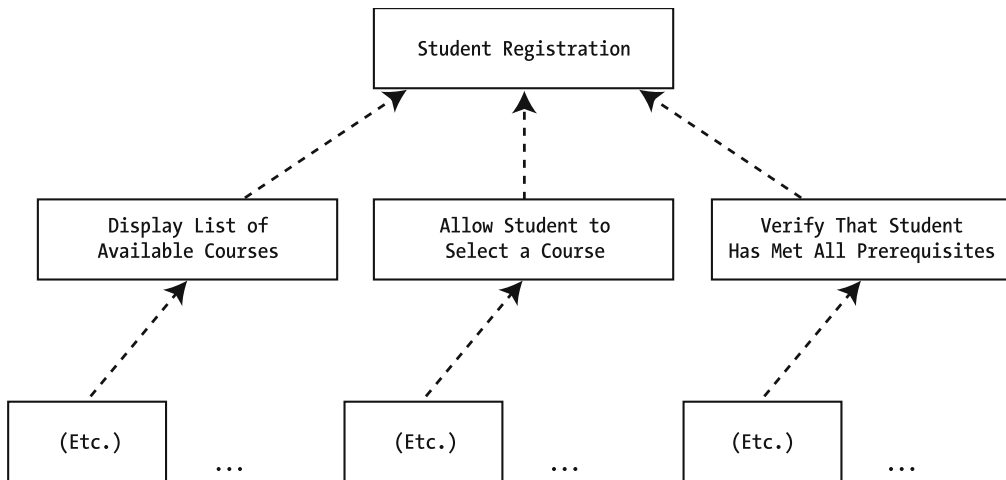 Student Registration
Display List of
Available Courses
Allow Student to
Select a Course
Verify That Student
Has Met All Prerequisites
(Etc.)
...
(Etc.)
...
(Etc.)
...